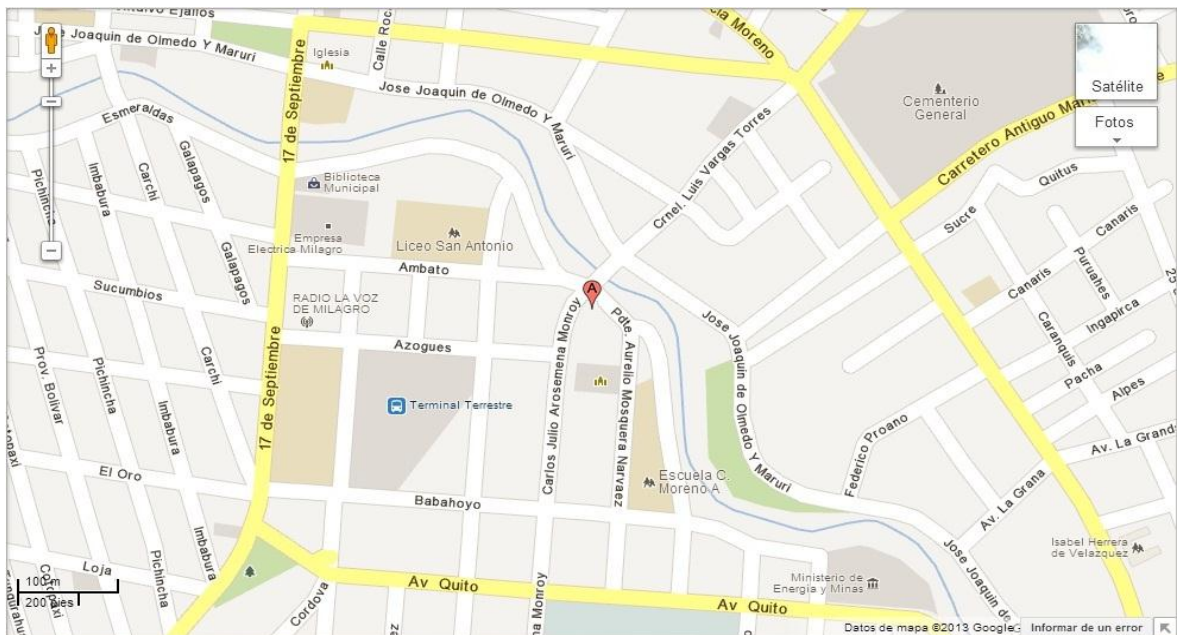 Jose Joaquin de Olmedo Y Maruri
Calle Roc
Iglesia
cia Moreno
Satélite
Fotos
Cementerio
General
Carretero Antiguo
Jose Joaquin de Olmedo Y Maruri
Esmeraldas
17 de Septiembre
Crnel. Luis Vargas Torres
Pichincha
Imbabura
Carchi
Galapagos
Biblioteca
Municipal
Quitus
Sucre
Canaris
Empresa
Electrica Milagro
Liceo San Antonio
Galapagos
Ambato
Puruahes
Canaris
Sucumbios
RADIO LA VOZ
DE MILAGRO
A
Ingapirca
Caranquis
Azogues
Pdte. Aurelio Mosquera Narvaez
Carlos Julio Arosemena Monroy
Jose Joaquin de Olmedo Y Maruri
Prov. Bolivar
Pichincha
Carchi
Imbabura
17 de Septiembre
Pacha
Alpes
Terminal Terrestre
Federico Proano
Av. La Grana
El Oro
Babahoyo
Escuela C.
Moreno A
Av. La Grana
Imbabura
Pichincha
Loja
Isabel Herrera
de Velazquez
Jose Joaquin de
100 m
200 pies
Cordova
Av Quito
Monroy
Ministerio de
Energia y Minas
Av Quito
Datos de mapa ©2013 Google
Informar de un error